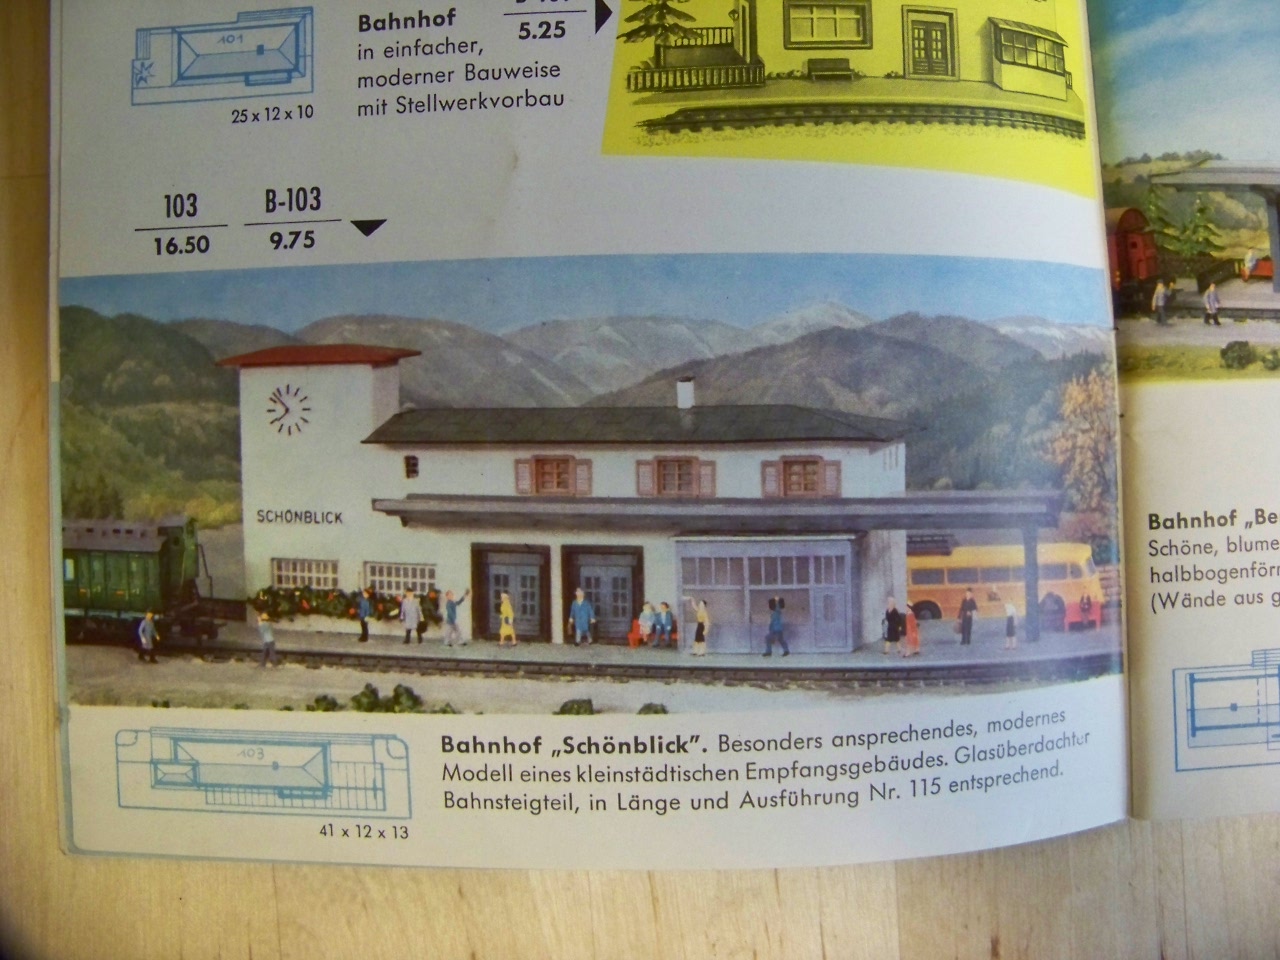 101
25 x 12 x 10
Bahnhof
in einfacher,
moderner Bauweise
mit Stellwerkvorbau
5.25
103 B-103
16.50 9.75
SCHÖNBLICK
103
41 x 12 x 13
Bahnhof „Schönblick”. Besonders ansprechendes, modernes
Modell eines kleinstädtischen Empfangsgebäudes. Glasüberdachter
Bahnsteigteil, in Länge und Ausführung Nr. 115 entsprechend.
Bahnhof „Be
Schöne, blume
halbbogenförm
(Wände aus g